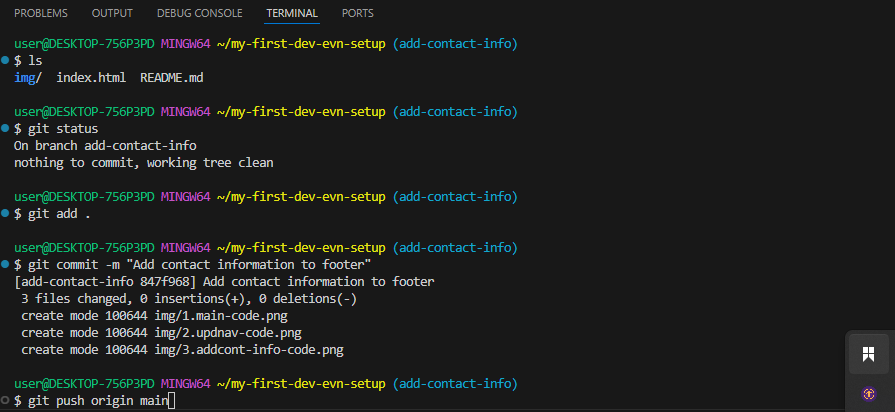 PROBLEMS OUTPUT DEBUG CONSOLE TERMINAL PORTS
user@DESKTOP-756P3PD MINGW64 ~/my-first-dev-evn-setup (add-contact-info)
$ ls
img/ index.html README.md
user@DESKTOP-756P3PD MINGW64 ~/my-first-dev-evn-setup (add-contact-info)
$ git status
On branch add-contact-info
nothing to commit, working tree clean
user@DESKTOP-756P3PD MINGW64 ~/my-first-dev-evn-setup (add-contact-info)
$ git add .
user@DESKTOP-756P3PD MINGW64 ~/my-first-dev-evn-setup (add-contact-info)
$ git commit -m "Add contact information to footer"
[add-contact-info 847f968] Add contact information to footer
3 files changed, 0 insertions(+), 0 deletions(-)
create mode 100644 img/1.main-code.png
create mode 100644 img/2.updnav-code.png
create mode 100644 img/3.addcont-info-code.png
user@DESKTOP-756P3PD MINGW64 ~/my-first-dev-evn-setup (add-contact-info)
$ git push origin main